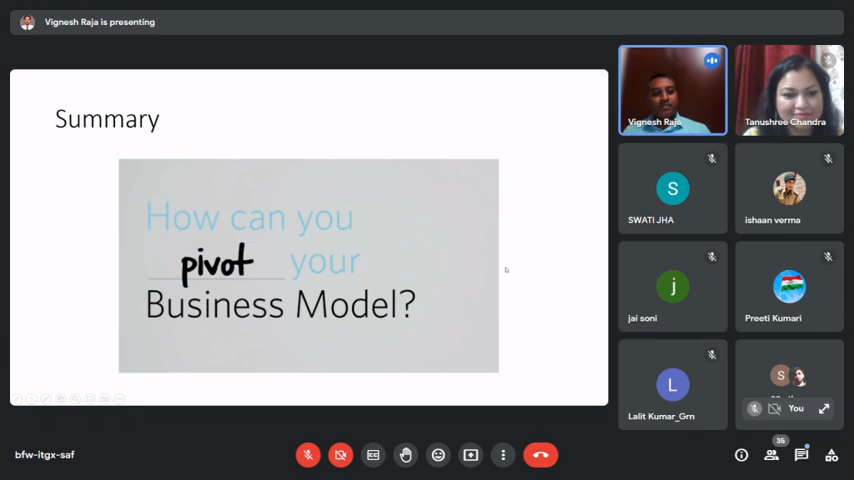 Vignesh Raja is presenting
Summary
How can you
pivot your
Business Model?
Vignesh Raja
Tanushree Chandra
S
SWATI JHA
ishaan verma
j
jai soni
Preeti Kumari
L
Lalit Kumar_Grn
S
You
35
bfw-itgx-saf
CC